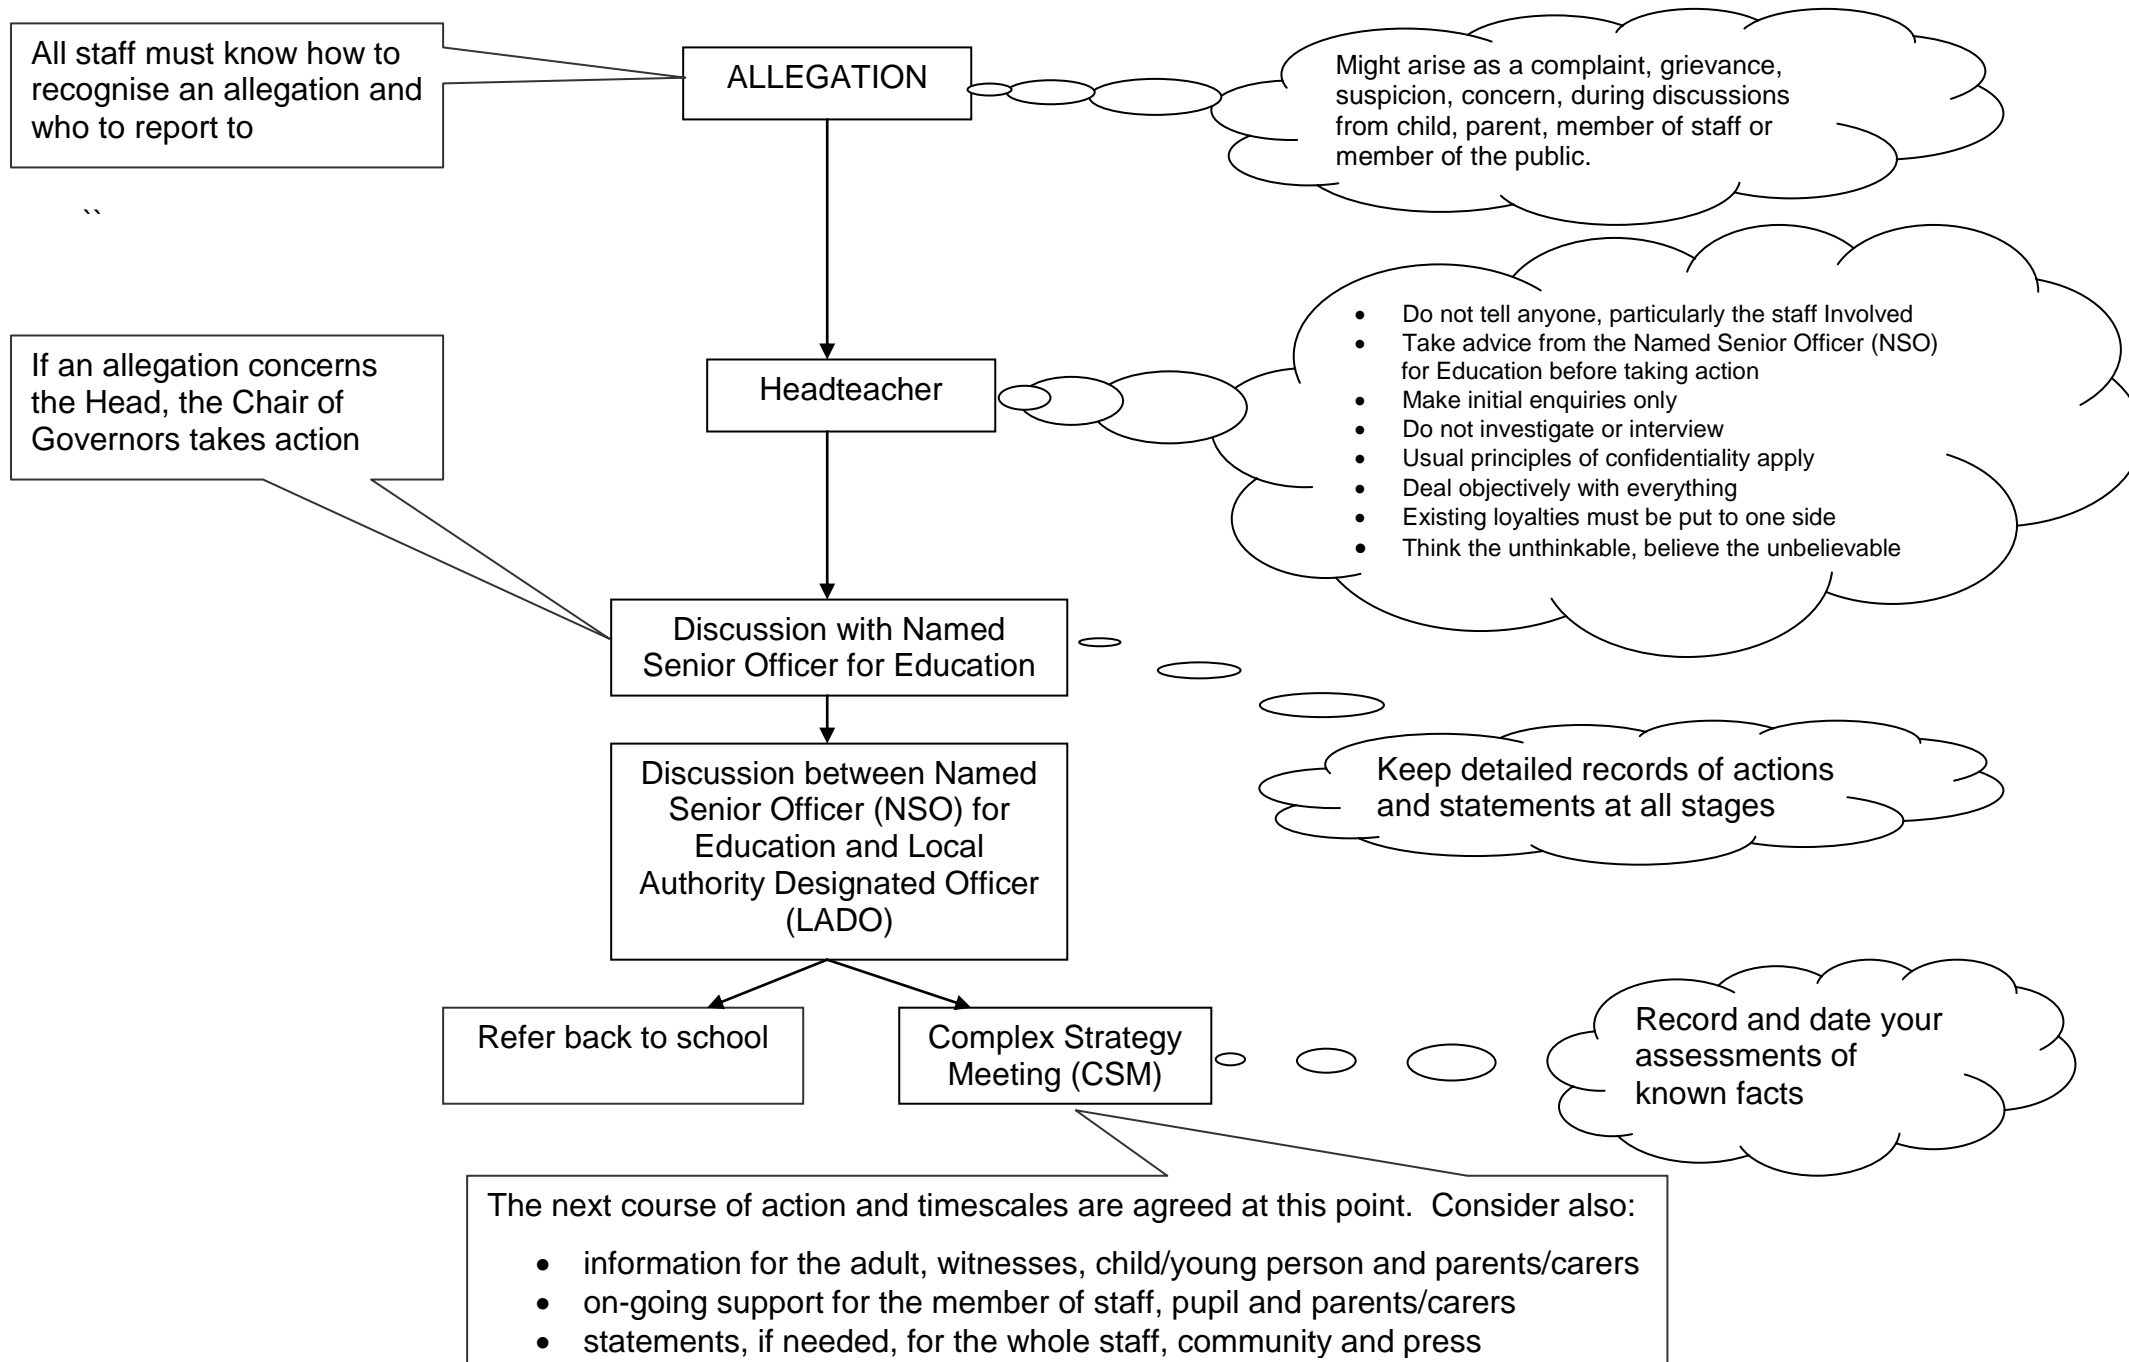 All staff must know how to
recognise an allegation and
who to report to
ALLEGATION
Might arise as a complaint, grievance,
suspicion, concern, during discussions
from child, parent, member of staff or
member of the public.
``
If an allegation concerns
the Head, the Chair of
Governors takes action
Headteacher
• Do not tell anyone, particularly the staff Involved
• Take advice from the Named Senior Officer (NSO)
for Education before taking action
• Make initial enquiries only
• Do not investigate or interview
• Usual principles of confidentiality apply
• Deal objectively with everything
• Existing loyalties must be put to one side
• Think the unthinkable, believe the unbelievable
Discussion with Named
Senior Officer for Education
Keep detailed records of actions
and statements at all stages
Discussion between Named
Senior Officer (NSO) for
Education and Local
Authority Designated Officer
(LADO)
Refer back to school
Complex Strategy
Meeting (CSM)
Record and date your
assessments of
known facts
The next course of action and timescales are agreed at this point.  Consider also:
• information for the adult, witnesses, child/young person and parents/carers
• on-going support for the member of staff, pupil and parents/carers
• statements, if needed, for the whole staff, community and press